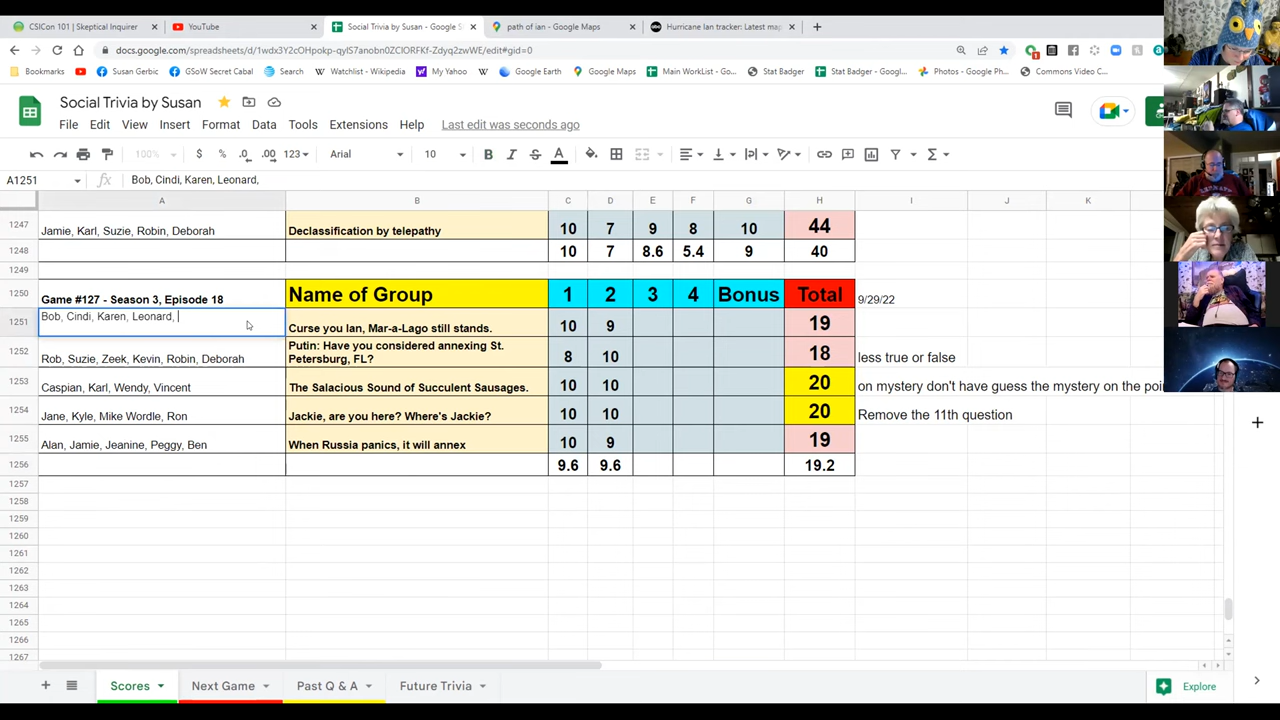 CSICon 101 | Skeptical Inquirer
YouTube
Social Trivia by Susan - Google S
path of ian - Google Maps
Hurricane Ian tracker: Latest ma
docs.google.com/spreadsheets/d/1wdx3Y2cOHpokp-qyIS7anobn0ZCIORFKf-Zdyq2zwWE/edit#gid=0
Bookmarks
Susan Gerbic
GSoW Secret Cabal
Search
Watchlist - Wikipedia
My Yahoo
Google Earth
Google Maps
Main WorkList - Go...
Stat Badger
Stat Badger - Googl...
Photos - Google Ph...
Commons Video C...
Social Trivia by Susan
File Edit View Insert Format Data Tools Extensions Help Last edit was seconds ago
100% $ % .0 .00 123 Arial 10 B I S A
A1251 fx Bob, Cindi, Karen, Leonard,
A B C D E F G H I J K
1247 Jamie, Karl, Suzie, Robin, Deborah Declassification by telepathy 10 7 9 8 10 44
1248 10 7 8.6 5.4 9 40
1249
1250 Game #127 - Season 3, Episode 18 Name of Group 1 2 3 4 Bonus Total 9/29/22
1251 Bob, Cindi, Karen, Leonard, Curse you Ian, Mar-a-Lago still stands. 10 9 19
1252 Rob, Suzie, Zeek, Kevin, Robin, Deborah Putin: Have you considered annexing St.
Petersburg, FL? 8 10 18 less true or false
1253 Caspian, Karl, Wendy, Vincent The Salacious Sound of Succulent Sausages. 10 10 20 on mystery don't have guess the mystery on the poi
1254 Jane, Kyle, Mike Wordle, Ron Jackie, are you here? Where's Jackie? 10 10 20 Remove the 11th question
1255 Alan, Jamie, Jeanine, Peggy, Ben When Russia panics, it will annex 10 9 19
1256 9.6 9.6 19.2
1257
1258
1259
1260
1261
1262
1263
1264
1265
1266
1267
Scores Next Game Past Q & A Future Trivia Explore